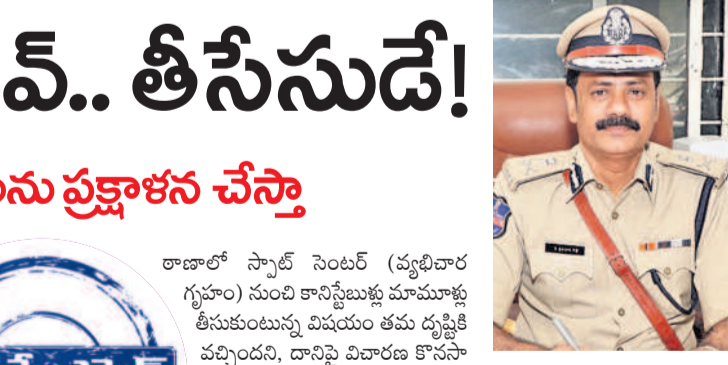 వ్.. తీసేసుడే!
ను ప్రక్షాళన చేస్తా
ఠాణాలో స్పాట్ సెంటర్ (వ్యభిచార
గృహం) నుంచి కానిస్టేబుళ్లు మామూళ్లు
తీసుకుంటున్న విషయం తమ దృష్టికి
వచ్చిందని, దానిపై విచారణ కొనసా